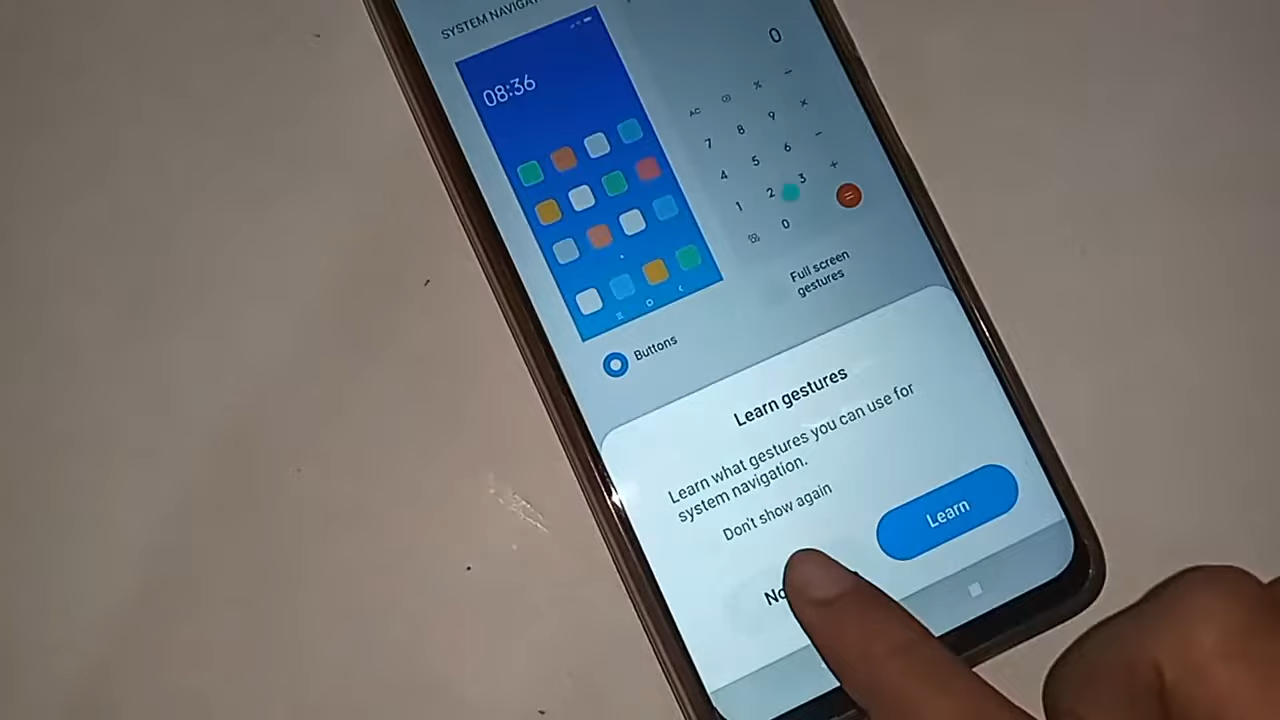 SYSTEM NAVIGAT
08:36
0
AC % ÷
7 8 9 ×
4 5 6 −
1 2 3 +
0 =
Full screen
gestures
Buttons
Learn gestures
Learn what gestures you can use for
system navigation.
Don't show again
No
Learn